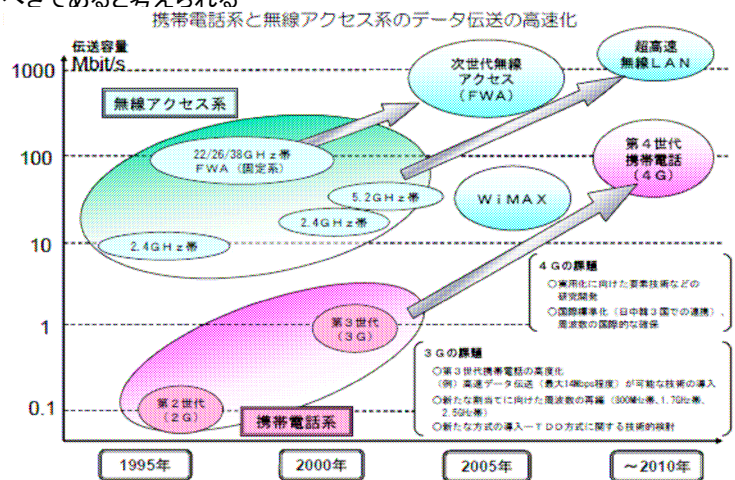 べきであると考えられる
携帯電話系と無線アクセス系のデータ伝送の高速化
伝送容量
Mbit/s
1000
100
10
1
0.1
無線アクセス系
次世代無線
アクセス
(FWA)
超高速
無線LAN
22/26/38GHz帯
FWA (固定系)
5.2GHz帯
2.4GHz帯
2.4GHz帯
WiMAX
第4世代
携帯電話
(4G)
4Gの課題
○実用化に向けた要素技術などの
研究開発
○国際標準化(日中韓3国での連携)、
周波数の国際的な確保
第3世代
(3G)
第2世代
(2G)
携帯電話系
3Gの課題
○第3世代携帯電話の高度化
(例)高速データ伝送(最大14Mbps程度)が可能な技術の導入
○新たな割当てに向けた周波数の再編(800MHz帯、1.7GHz帯、
2.5GHz帯)
○新たな方式の導入-TDD方式に関する技術的検討
1995年
2000年
2005年
~2010年